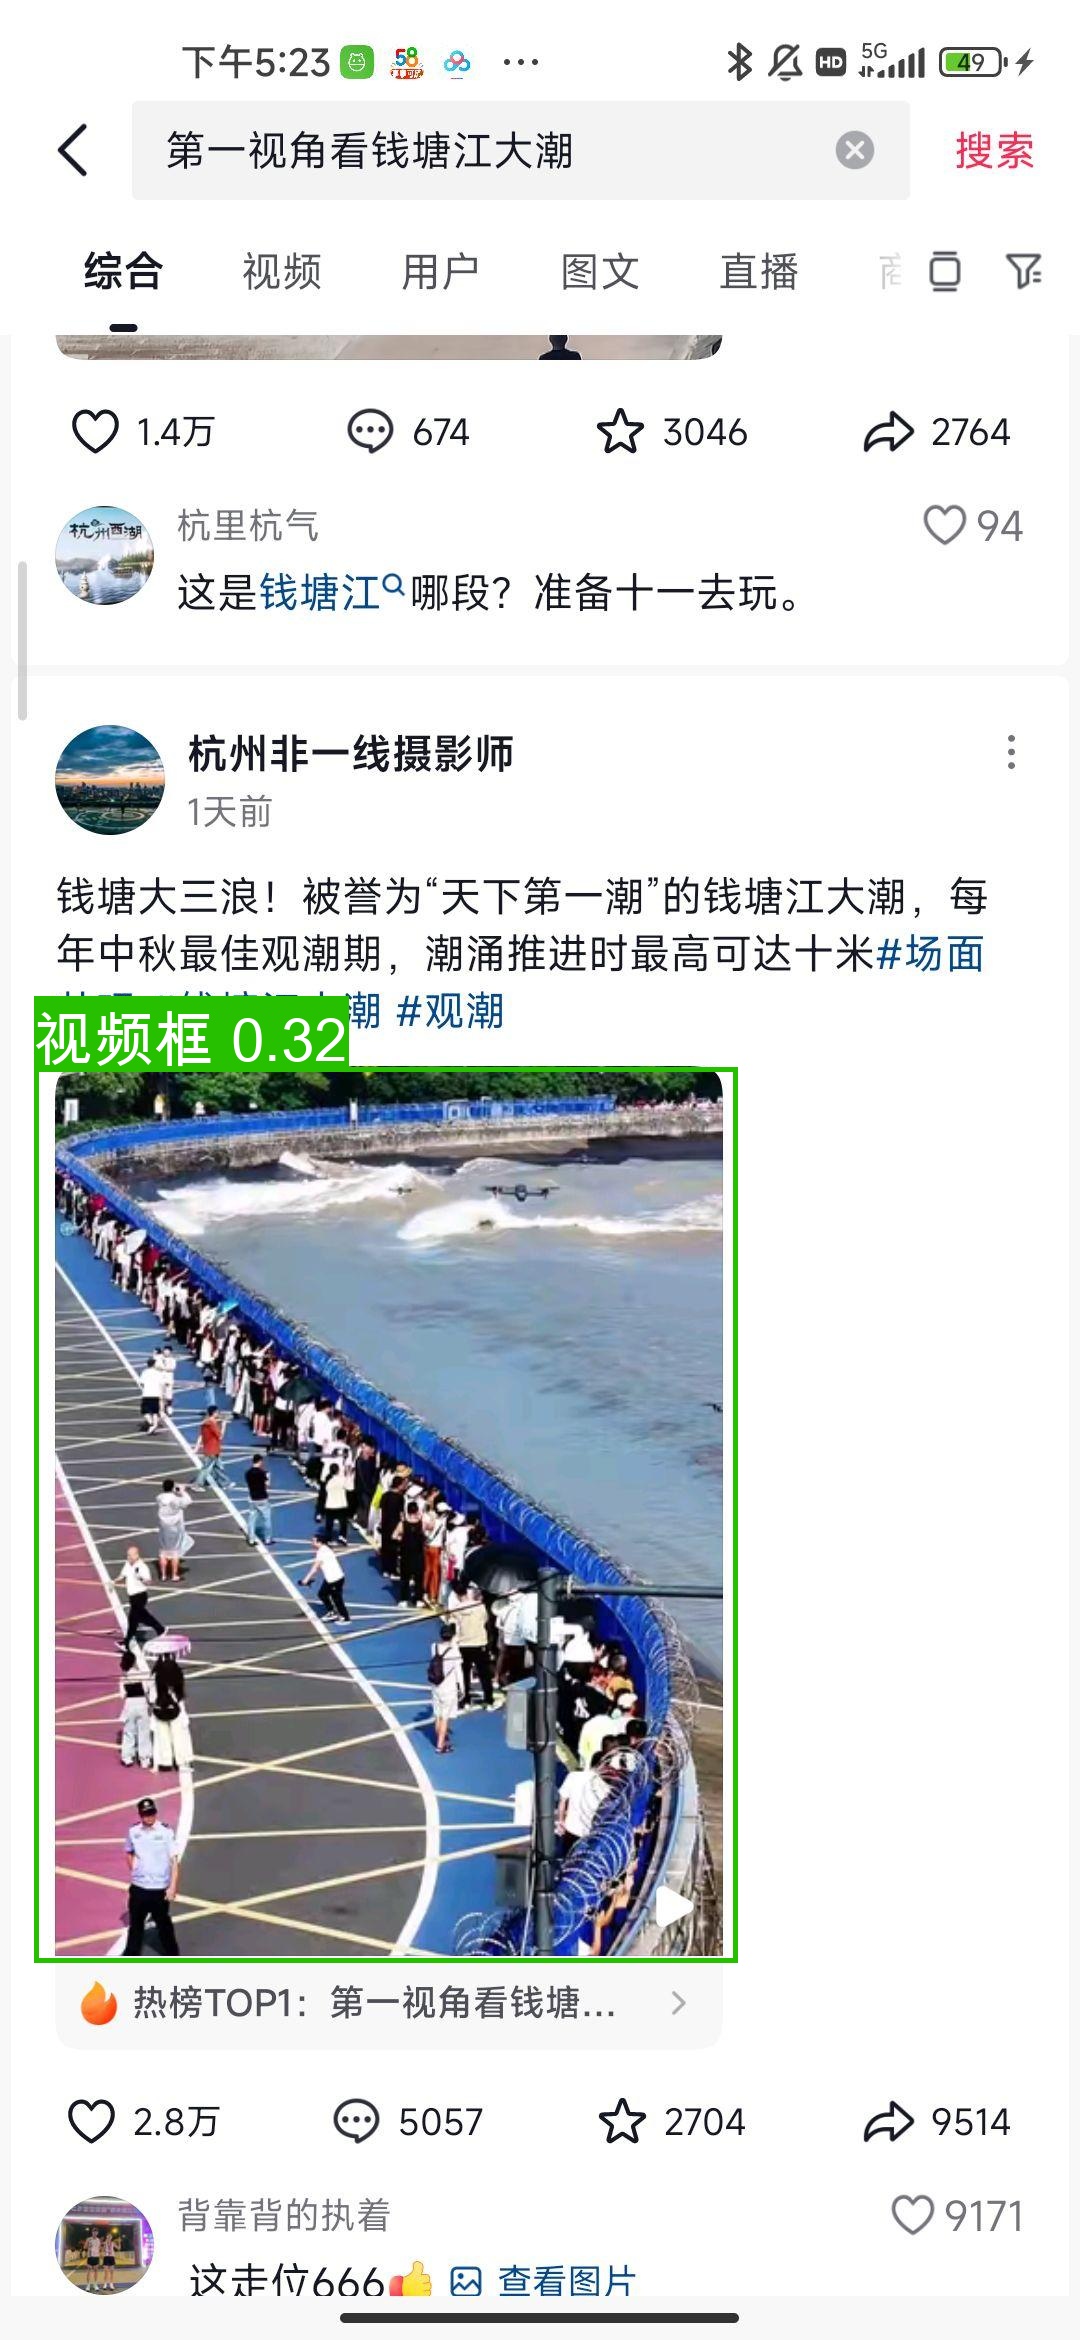 下午5:23 58 ... HD 5G 49
第一视角看钱塘江大潮 搜索
综合 视频 用户 图文 直播
1.4万 674 3046 2764
杭里杭气 94
这是钱塘江哪段？准备十一去玩。
杭州非一线摄影师
1天前
钱塘大三浪！被誉为“天下第一潮”的钱塘江大潮，每
年中秋最佳观潮期，潮涌推进时最高可达十米#场面
潮 #观潮
视频框 0.32
热榜TOP1：第一视角看钱塘...
2.8万 5057 2704 9514
背靠背的执着 9171
这走位666 查看图片